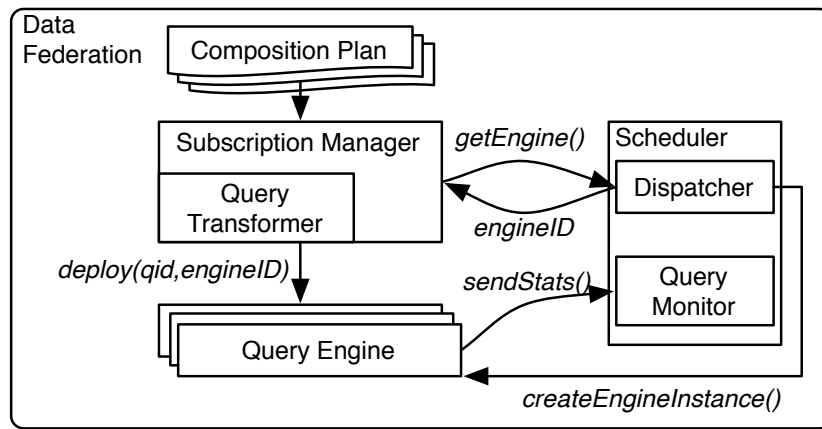 Data
Federation
Composition Plan
Subscription Manager
Query
Transformer
getEngine()
engineID
Scheduler
Dispatcher
Query
Monitor
deploy(qid,engineID)
sendStats()
Query Engine
createEngineInstance()